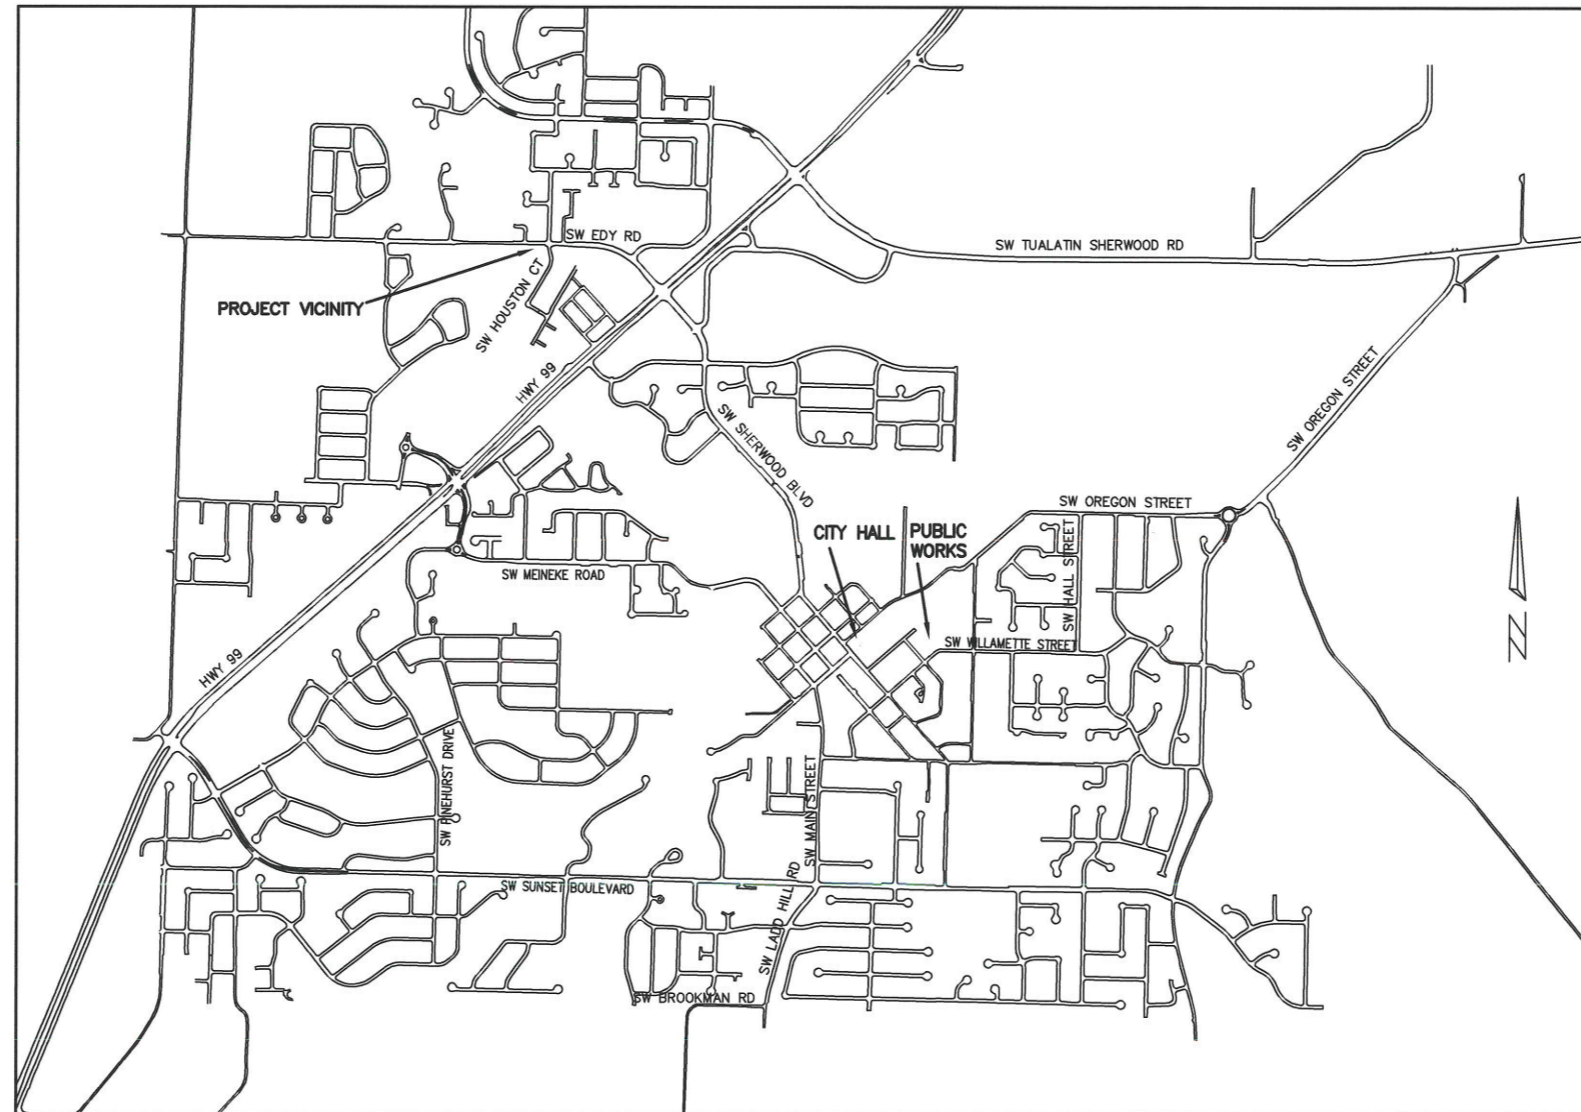 SW EDY RD
SW TUALATIN SHERWOOD RD
PROJECT VICINITY
SW HOUSTON CT
HWY 99
SW OREGON STREET
SW SHERWOOD BLVD
SW OREGON STREET
CITY HALL
PUBLIC
WORKS
SW HALL STREET
SW MEINEKE ROAD
SW WILLAMETTE STREET
HWY 99
N
SW PINEHURST DRIVE
SW MAIN STREET
SW SUNSET BOULEVARD
SW LADD HILL RD
SW BROOKMAN RD